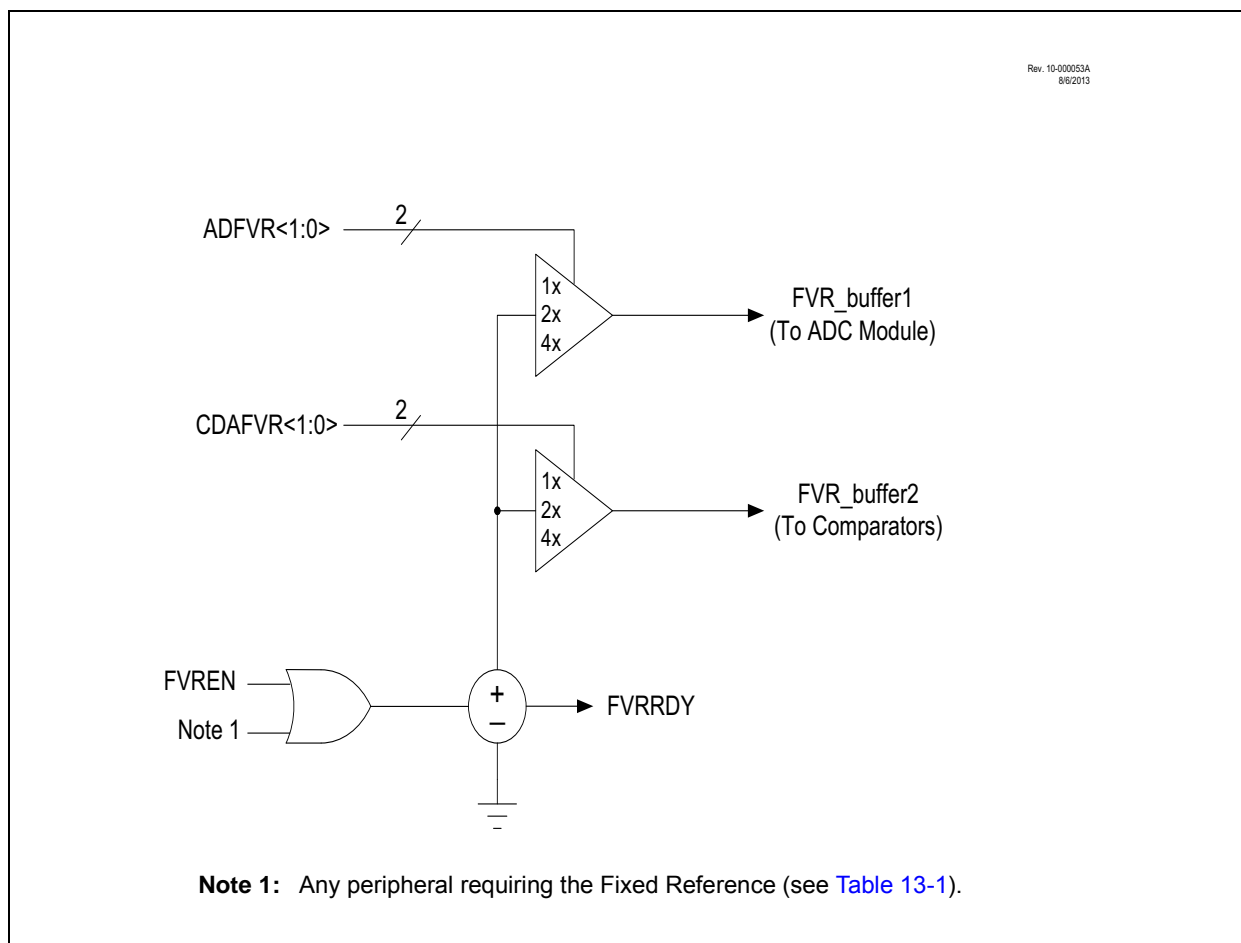 Rev. 10-000053A
8/6/2013
2
ADFVR<1:0>
1x
2x
4x
FVR_buffer1
(To ADC Module)
2
CDAFVR<1:0>
1x
2x
4x
FVR_buffer2
(To Comparators)
FVREN
Note 1
+
–
FVRRDY
Note 1: Any peripheral requiring the Fixed Reference (see Table 13-1).